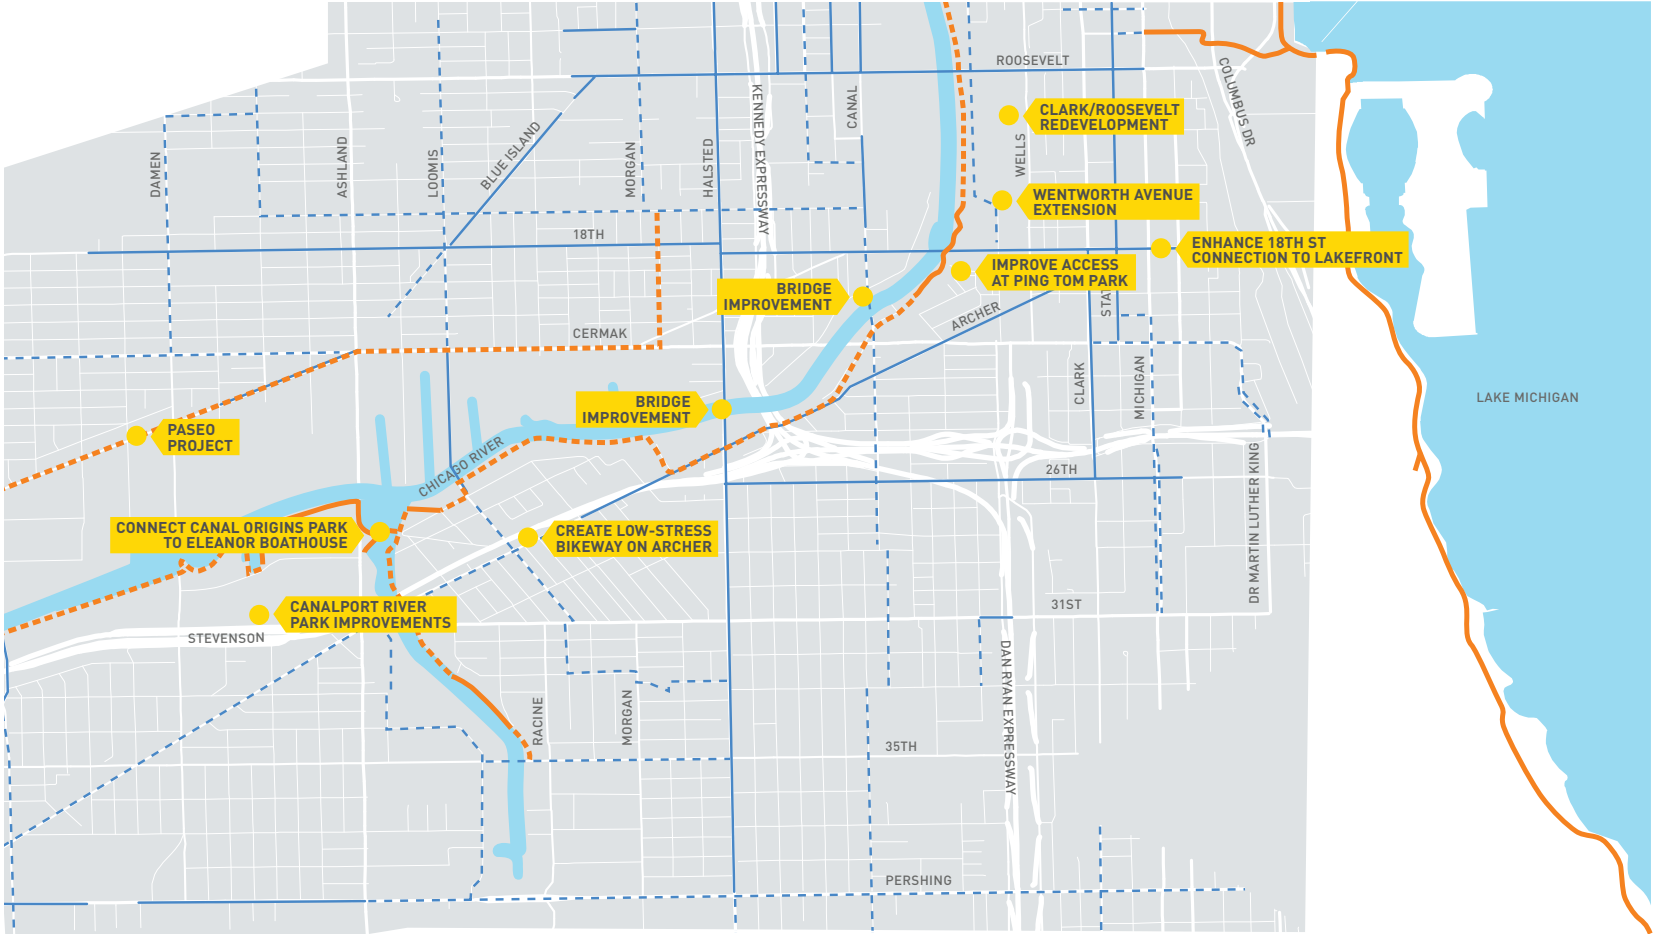 ROOSEVELT
COLUMBUS DR
KENNEDY EXPRESSWAY
CANAL
CLARK/ROOSEVELT
REDEVELOPMENT
WELLS
DAMEN
ASHLAND
LOOMIS
BLUE ISLAND
MORGAN
HALSTED
WENTWORTH AVENUE
EXTENSION
18TH
ENHANCE 18TH ST
CONNECTION TO LAKEFRONT
IMPROVE ACCESS
AT PING TOM PARK
BRIDGE
IMPROVEMENT
ARCHER
CERMAK
CLARK
MICHIGAN
LAKE MICHIGAN
BRIDGE
IMPROVEMENT
PASEO
PROJECT
CHICAGO RIVER
26TH
DR MARTIN LUTHER KING
CONNECT CANAL ORIGINS PARK
TO ELEANOR BOATHOUSE
CREATE LOW-STRESS
BIKEWAY ON ARCHER
CANALPORT RIVER
PARK IMPROVEMENTS
31ST
STEVENSON
DAN RYAN EXPRESSWAY
RACINE
MORGAN
35TH
PERSHING